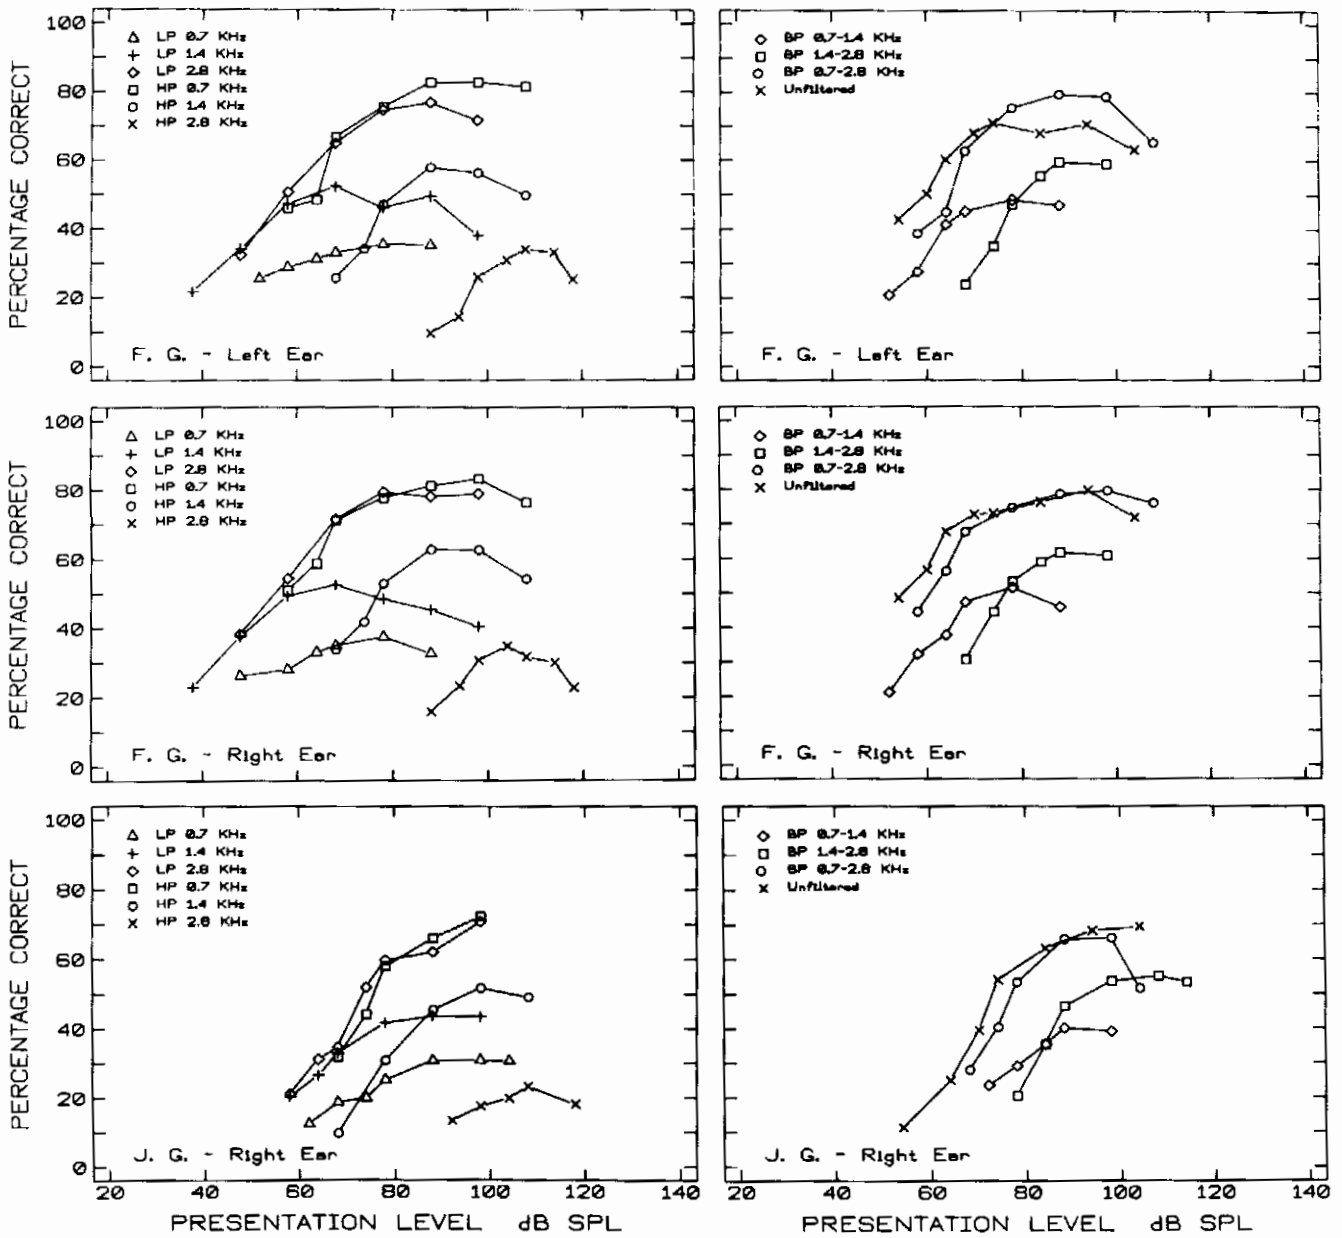 PERCENTAGE CORRECT
100
80
60
40
20
0
LP 0.7 KHz
LP 1.4 KHz
LP 2.8 KHz
HP 0.7 KHz
HP 1.4 KHz
HP 2.8 KHz
F. G. - Left Ear
BP 0.7-1.4 KHz
BP 1.4-2.8 KHz
BP 0.7-2.8 KHz
Unfiltered
F. G. - Left Ear
PERCENTAGE CORRECT
100
80
60
40
20
0
LP 0.7 KHz
LP 1.4 KHz
LP 2.8 KHz
HP 0.7 KHz
HP 1.4 KHz
HP 2.8 KHz
F. G. - Right Ear
BP 0.7-1.4 KHz
BP 1.4-2.8 KHz
BP 0.7-2.8 KHz
Unfiltered
F. G. - Right Ear
PERCENTAGE CORRECT
100
80
60
40
20
0
LP 0.7 KHz
LP 1.4 KHz
LP 2.8 KHz
HP 0.7 KHz
HP 1.4 KHz
HP 2.8 KHz
J. G. - Right Ear
20 40 60 80 100 120 140
PRESENTATION LEVEL dB SPL
BP 0.7-1.4 KHz
BP 1.4-2.8 KHz
BP 0.7-2.8 KHz
Unfiltered
J. G. - Right Ear
20 40 60 80 100 120 140
PRESENTATION LEVEL dB SPL